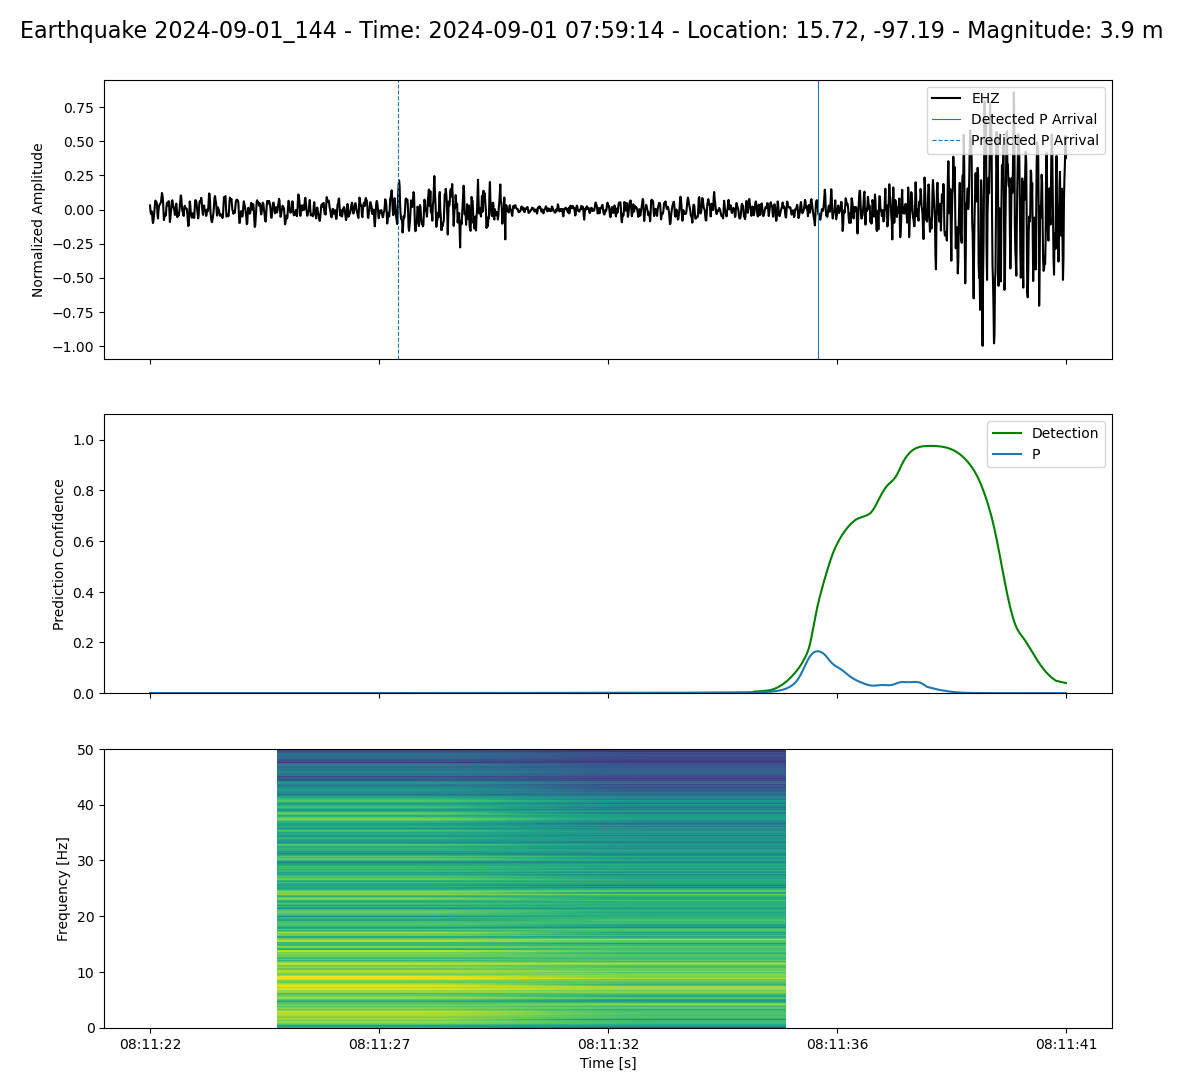 Earthquake 2024-09-01_144 - Time: 2024-09-01 07:59:14 - Location: 15.72, -97.19 - Magnitude: 3.9 m
EHZ
Detected P Arrival
Predicted P Arrival
0.75
0.50
0.25
0.00
−0.25
−0.50
−0.75
−1.00
Normalized Amplitude
Detection
P
1.0
0.8
0.6
0.4
0.2
0.0
Prediction Confidence
50
40
30
20
10
0
Frequency [Hz]
08:11:22 08:11:27 08:11:32 08:11:36 08:11:41
Time [s]